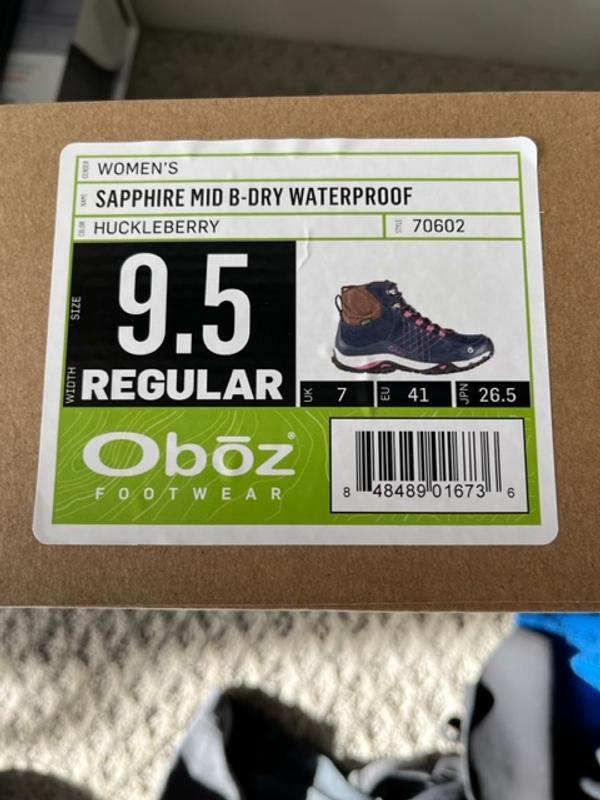 GENDER WOMEN'S
NAME SAPPHIRE MID B-DRY WATERPROOF
COLOR HUCKLEBERRY STYLE 70602
SIZE 9.5
WIDTH REGULAR
UK 7 EU 41 JPN 26.5
Obōz®
FOOTWEAR
8 48489 01673 6